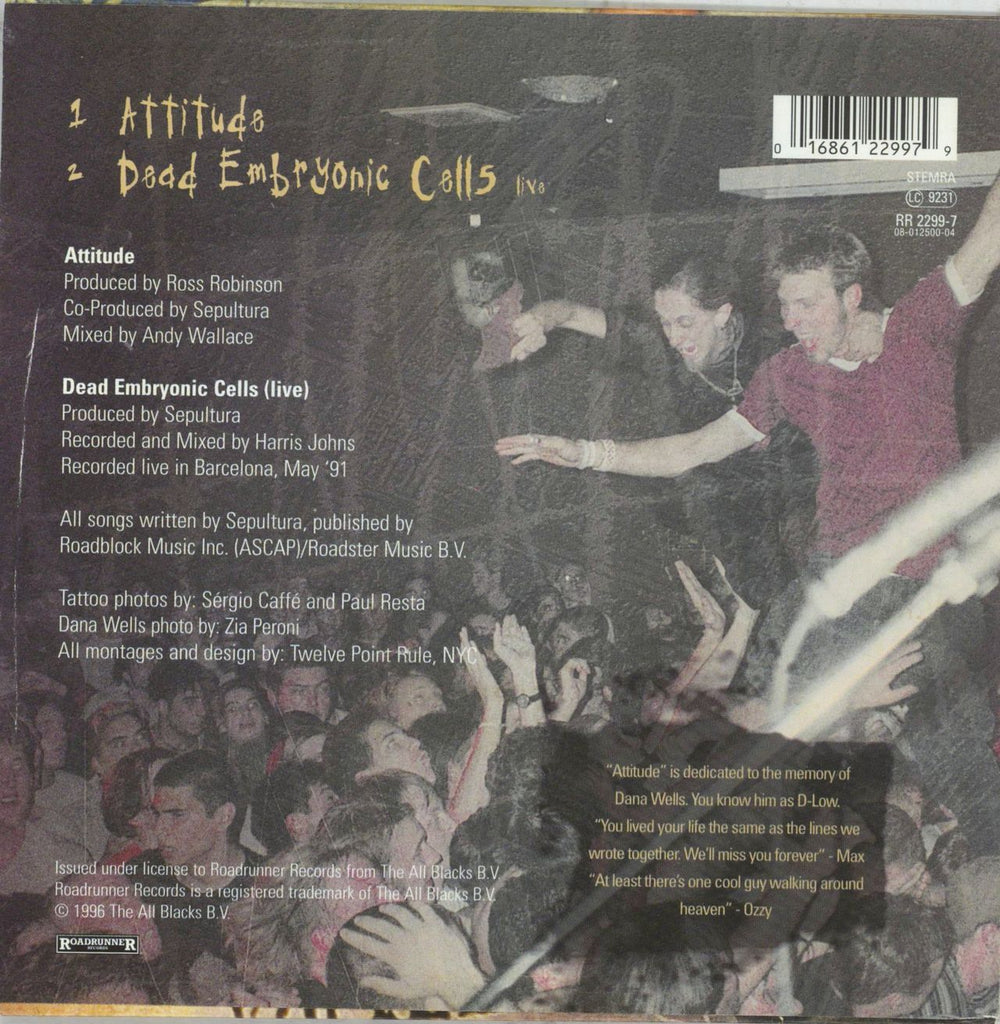 1 Attitude
2 Dead Embryonic Cells live
0 16861 22997 9
STEMRA
LC 9231
RR 2299-7
08-012500-04
Attitude
Produced by Ross Robinson
Co-Produced by Sepultura
Mixed by Andy Wallace
Dead Embryonic Cells (live)
Produced by Sepultura
Recorded and Mixed by Harris Johns
Recorded live in Barcelona, May '91
All songs written by Sepultura, published by
Roadblock Music Inc. (ASCAP)/Roadster Music B.V.
Tattoo photos by: Sérgio Caffé and Paul Resta
Dana Wells photo by: Zia Peroni
All montages and design by: Twelve Point Rule, NYC
"Attitude" is dedicated to the memory of
Dana Wells. You know him as D-Low.
"You lived your life the same as the lines we
wrote together. We'll miss you forever" - Max
"At least there's one cool guy walking around
heaven" - Ozzy
Issued under license to Roadrunner Records from The All Blacks B.V.
Roadrunner Records is a registered trademark of The All Blacks B.V.
© 1996 The All Blacks B.V.
ROADRUNNER
RECORDS